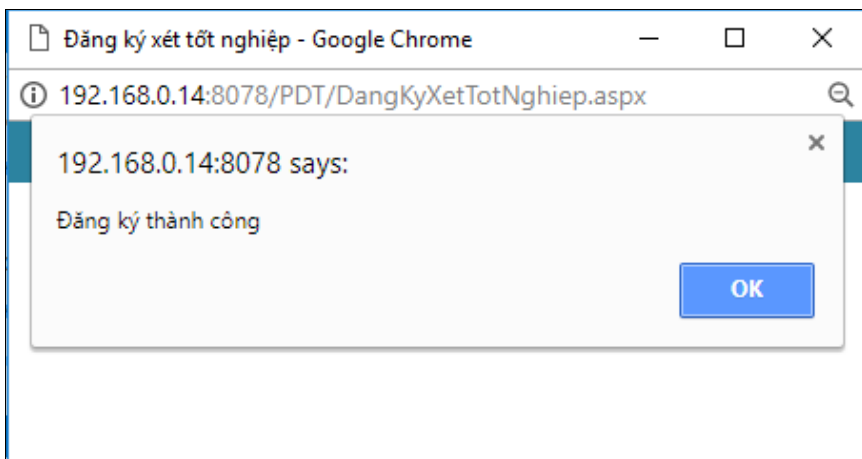 Đăng ký xét tốt nghiệp - Google Chrome
192.168.0.14:8078/PDT/DangKyXetTotNghiep.aspx
192.168.0.14:8078 says:
Đăng ký thành công
OK